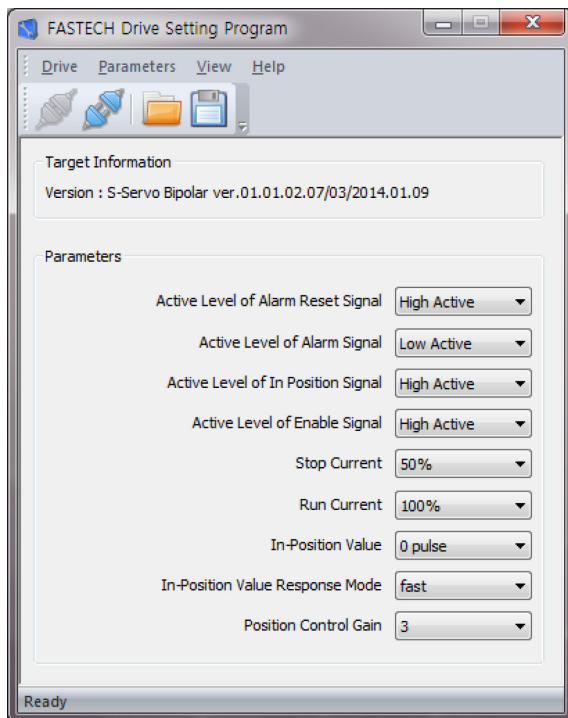 FASTECH Drive Setting Program
Drive Parameters View Help
Target Information
Version : S-Servo Bipolar ver.01.01.02.07/03/2014.01.09
Parameters
Active Level of Alarm Reset Signal High Active
Active Level of Alarm Signal Low Active
Active Level of In Position Signal High Active
Active Level of Enable Signal High Active
Stop Current 50%
Run Current 100%
In-Position Value 0 pulse
In-Position Value Response Mode fast
Position Control Gain 3
Ready